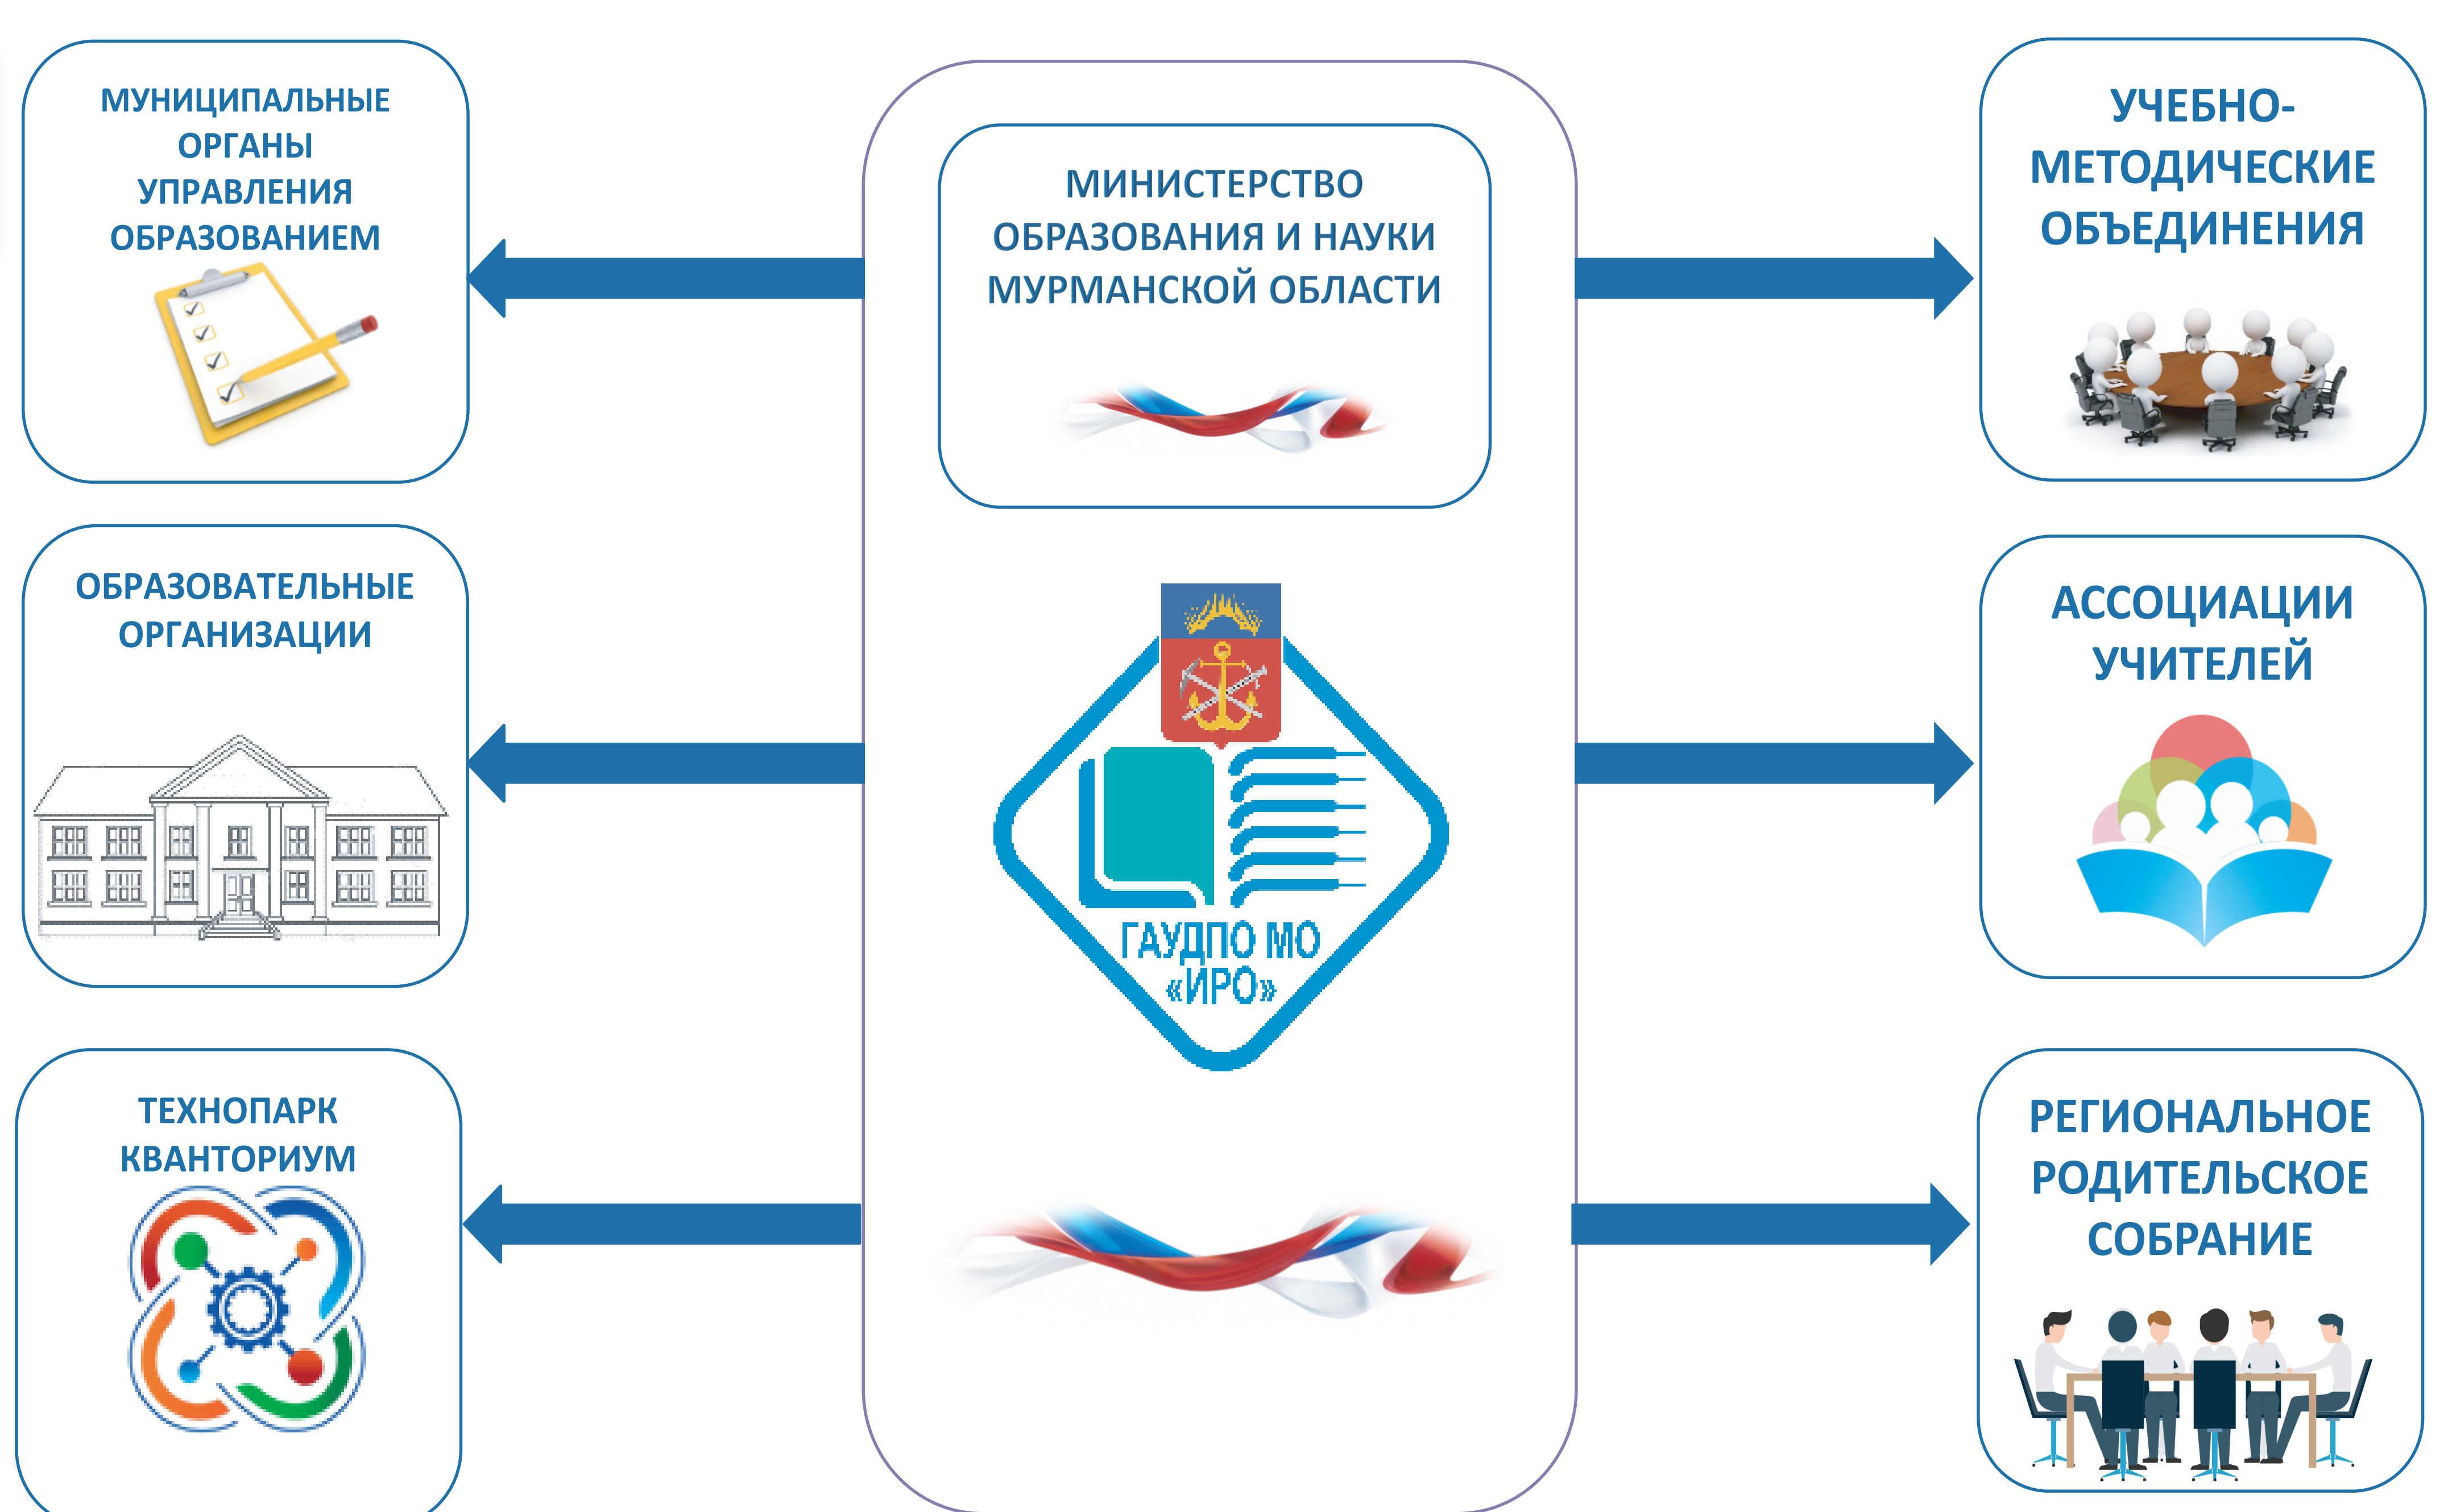 МУНИЦИПАЛЬНЫЕ
ОРГАНЫ
УПРАВЛЕНИЯ
ОБРАЗОВАНИЕМ
ОБРАЗОВАТЕЛЬНЫЕ
ОРГАНИЗАЦИИ
ТЕХНОПАРК
КВАНТОРИУМ
МИНИСТЕРСТВО
ОБРАЗОВАНИЯ И НАУКИ
МУРМАНСКОЙ ОБЛАСТИ
ГАУДПО МО
«ИРО»
УЧЕБНО-
МЕТОДИЧЕСКИЕ
ОБЪЕДИНЕНИЯ
АССОЦИАЦИИ
УЧИТЕЛЕЙ
РЕГИОНАЛЬНОЕ
РОДИТЕЛЬСКОЕ
СОБРАНИЕ